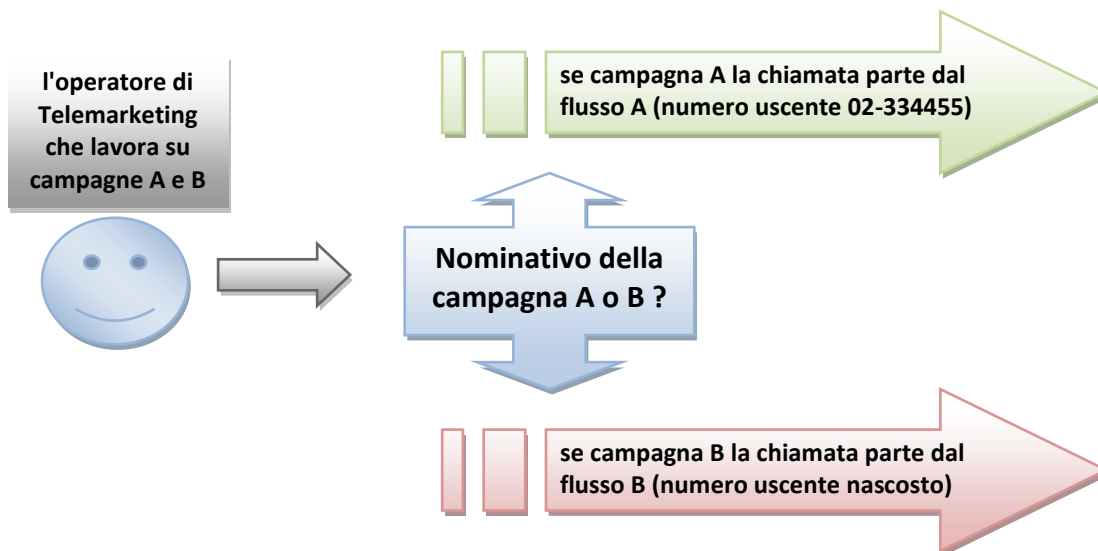 l'operatore di
Telemarketing
che lavora su
campagne A e B
se campagna A la chiamata parte dal
flusso A (numero uscente 02-334455)
Nominativo della
campagna A o B ?
se campagna B la chiamata parte dal
flusso B (numero uscente nascosto)